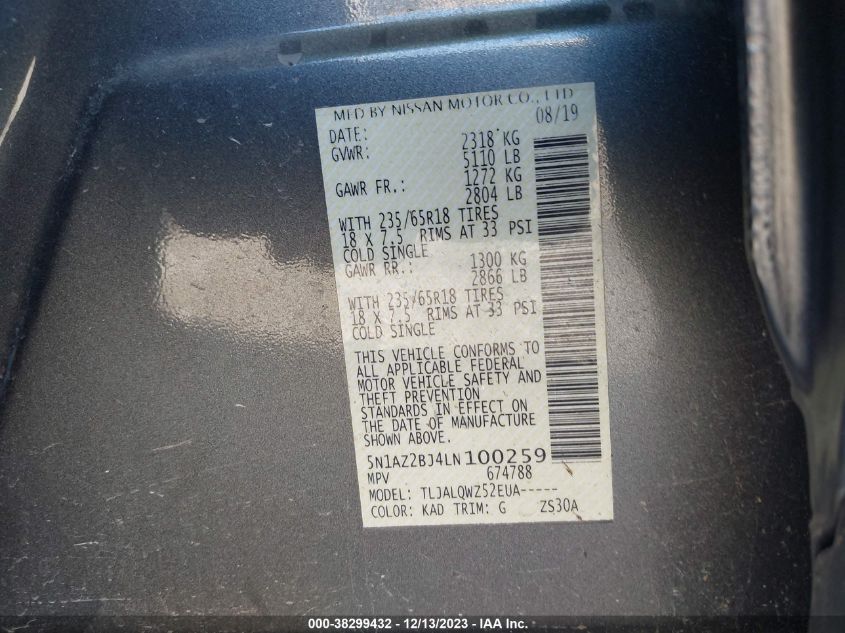 MFD BY NISSAN MOTOR CO., LTD
DATE: 08/19
GVWR: 2318 KG
5110 LB
GAWR FR.: 1272 KG
2804 LB
WITH 235/65R18 TIRES
18 X 7.5 RIMS AT 33 PSI
COLD SINGLE
GAWR RR.: 1300 KG
2866 LB
WITH 235/65R18 TIRES
18 X 7.5 RIMS AT 33 PSI
COLD SINGLE
THIS VEHICLE CONFORMS TO
ALL APPLICABLE FEDERAL
MOTOR VEHICLE SAFETY AND
THEFT PREVENTION
STANDARDS IN EFFECT ON
THE DATE OF MANUFACTURE
SHOWN ABOVE.
5N1AZ2BJ4LN100259
MPV 674788
MODEL: TLJALQWZ52EUA-----
COLOR: KAD TRIM: G ZS30A
000-38299432 - 12/13/2023 - IAA Inc.